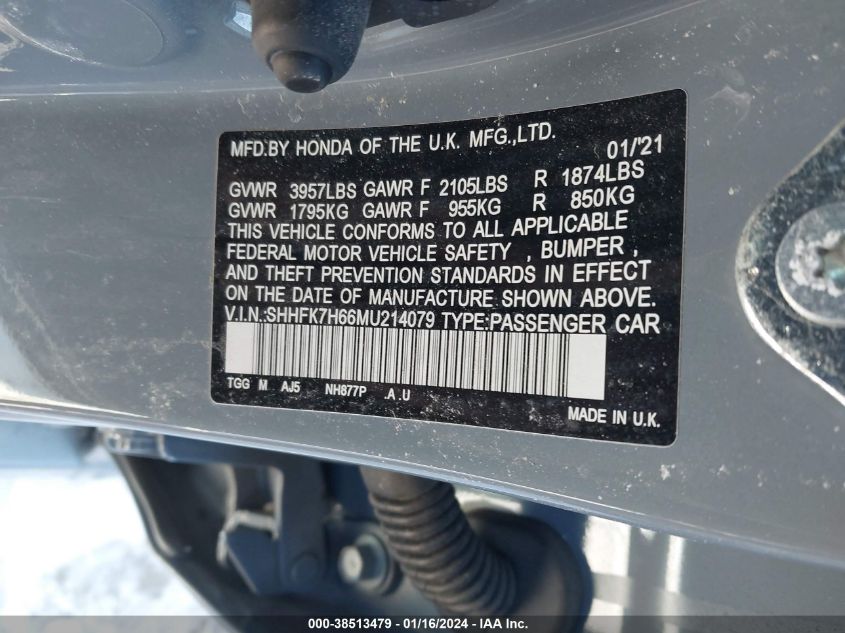 MFD.BY HONDA OF THE U.K. MFG.,LTD. 01/'21
GVWR 3957LBS GAWR F 2105LBS R 1874LBS
GVWR 1795KG GAWR F 955KG R 850KG
THIS VEHICLE CONFORMS TO ALL APPLICABLE
FEDERAL MOTOR VEHICLE SAFETY , BUMPER ,
AND THEFT PREVENTION STANDARDS IN EFFECT
ON THE DATE OF MANUFACTURE SHOWN ABOVE.
V.I.N.:SHHFK7H66MU214079 TYPE:PASSENGER CAR
TGG M AJ5 NH877P .A .U
MADE IN U.K.
000-38513479 - 01/16/2024 - IAA Inc.